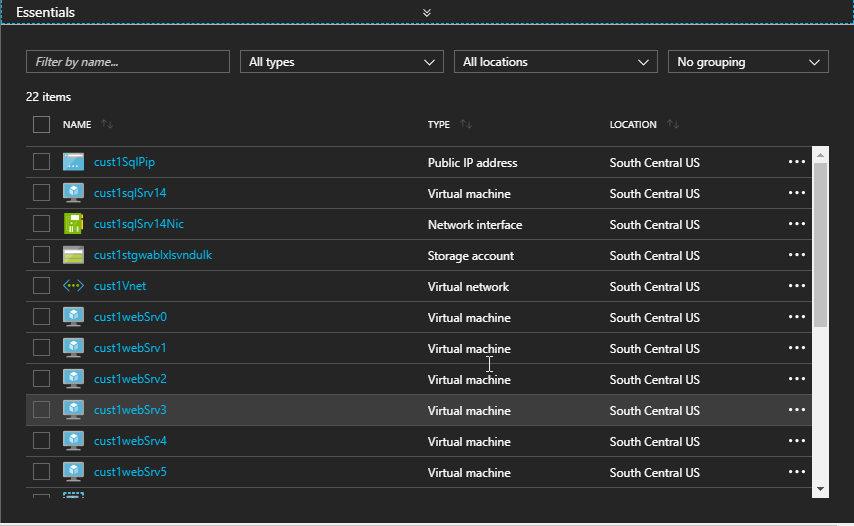 Essentials
Filter by name... All types All locations No grouping
22 items
NAME TYPE LOCATION
cust1SqlPip Public IP address South Central US
cust1sqlSrv14 Virtual machine South Central US
cust1sqlSrv14Nic Network interface South Central US
cust1stgwablxlsvndulk Storage account South Central US
cust1Vnet Virtual network South Central US
cust1webSrv0 Virtual machine South Central US
cust1webSrv1 Virtual machine South Central US
cust1webSrv2 Virtual machine South Central US
cust1webSrv3 Virtual machine South Central US
cust1webSrv4 Virtual machine South Central US
cust1webSrv5 Virtual machine South Central US